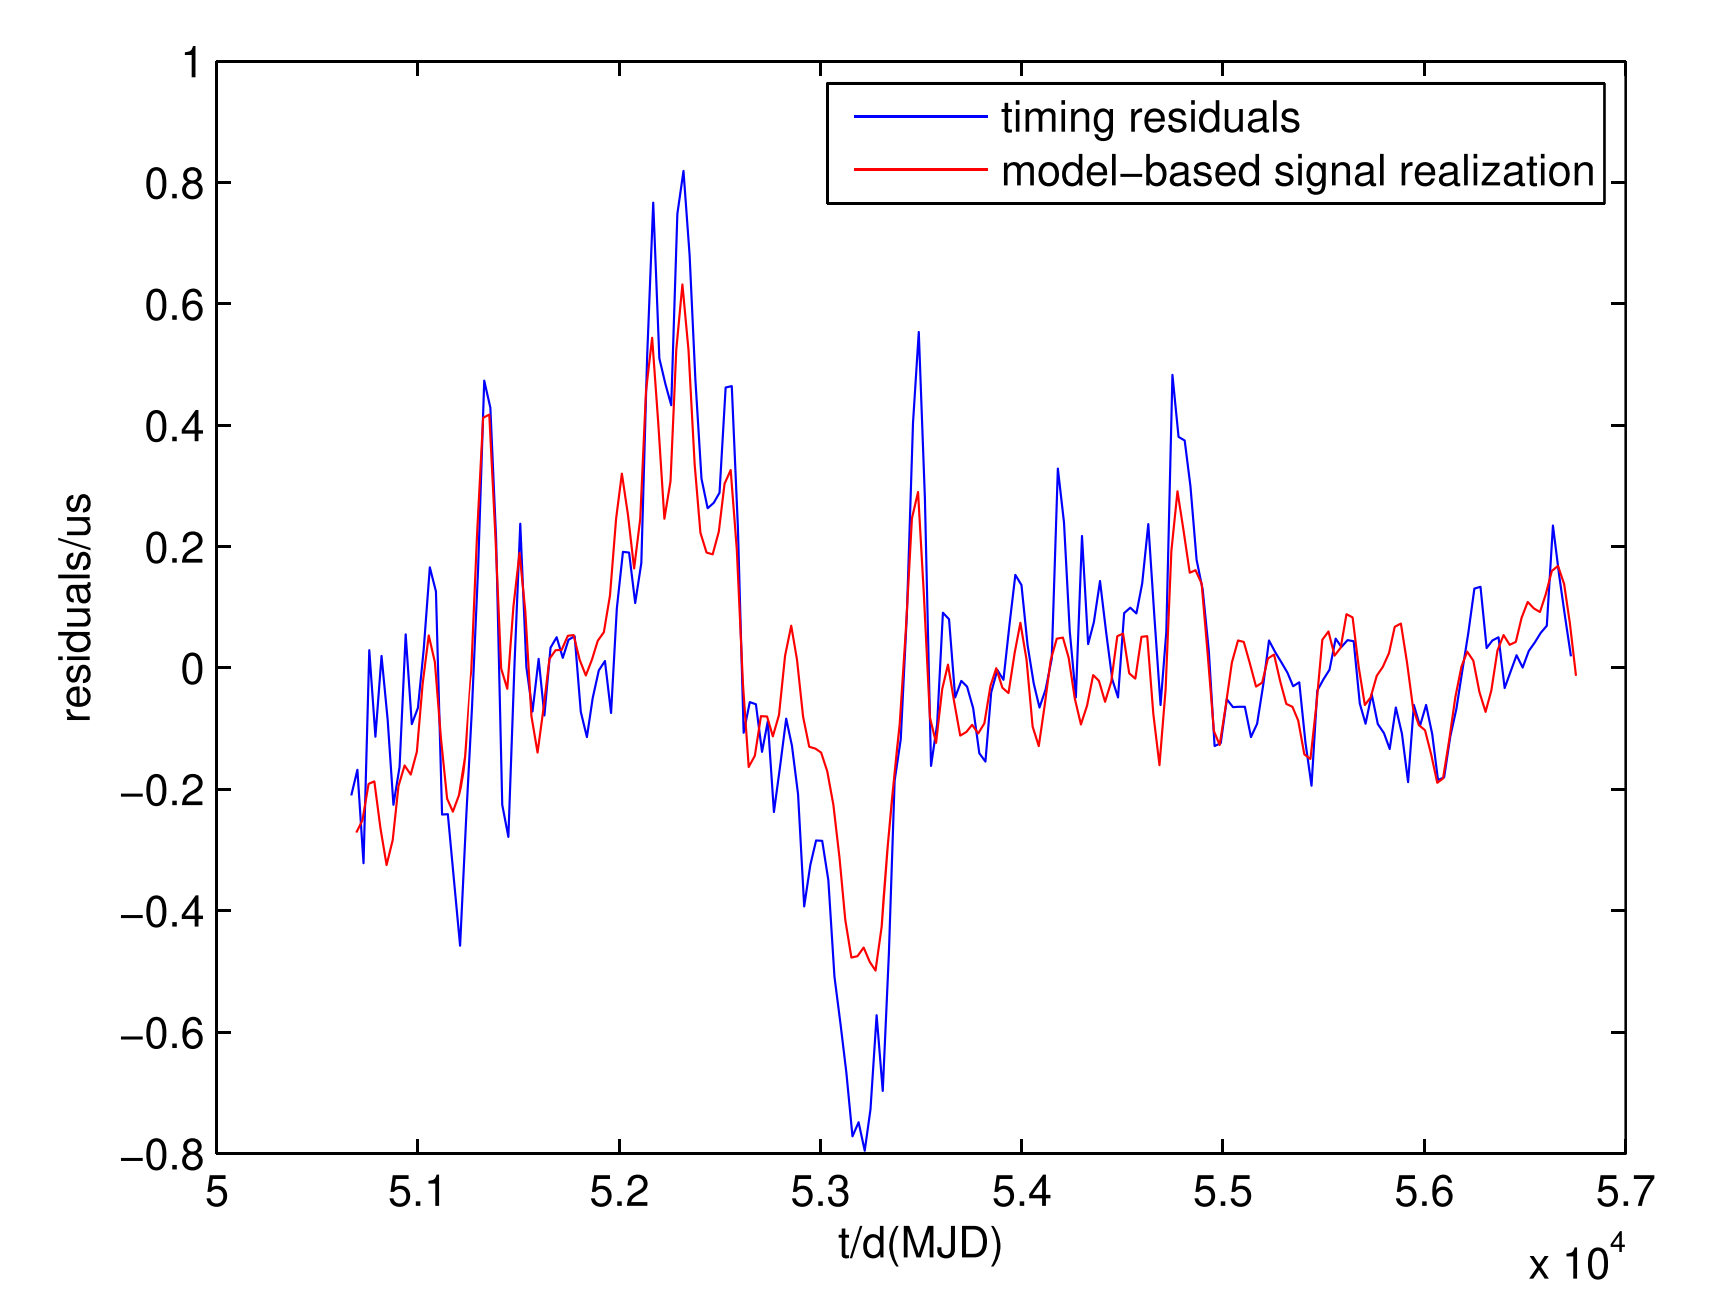 timing residuals
model−based signal realization
1
0.8
0.6
0.4
0.2
0
−0.2
−0.4
−0.6
−0.8
residuals/us
5 5.1 5.2 5.3 5.4 5.5 5.6 5.7
t/d(MJD)
x 10⁴